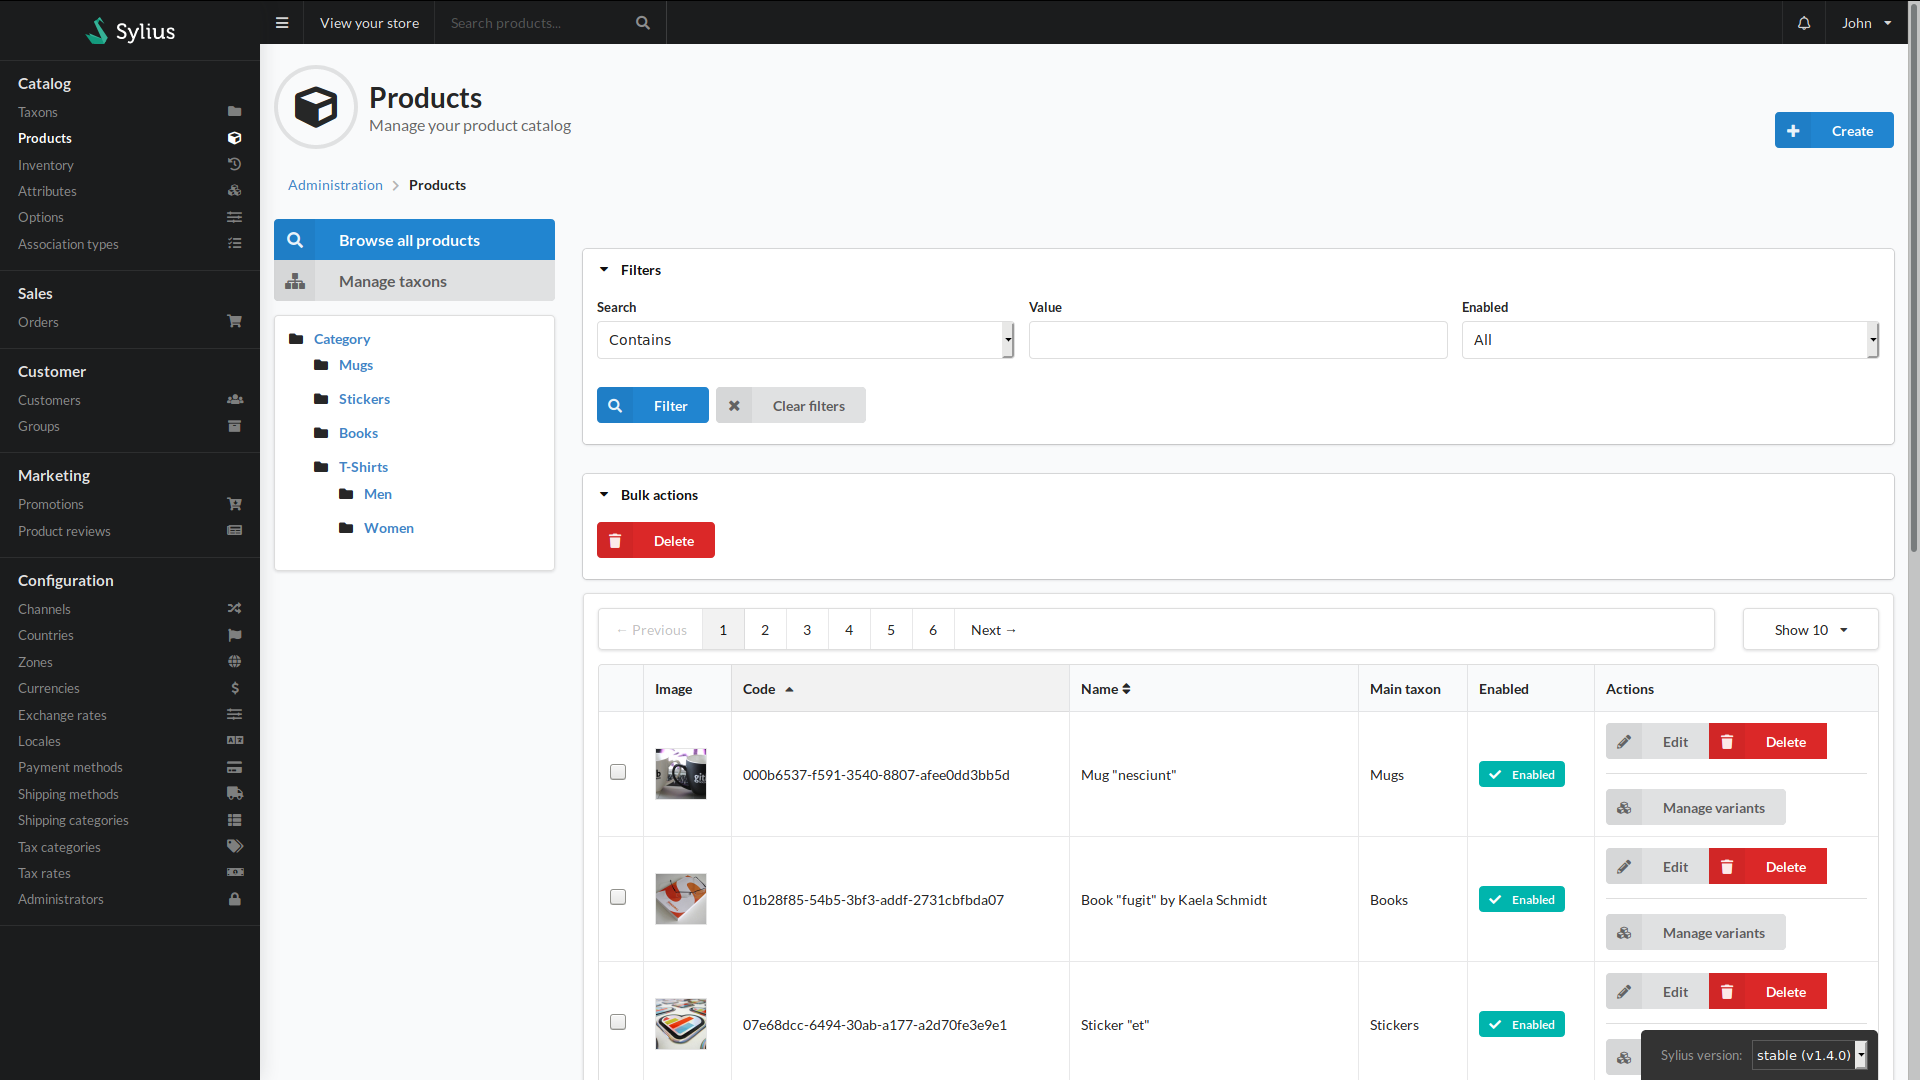 Sylius
View your store
Search products...
John
Catalog
Taxons
Products
Inventory
Attributes
Options
Association types
Sales
Orders
Customer
Customers
Groups
Marketing
Promotions
Product reviews
Configuration
Channels
Countries
Zones
Currencies
Exchange rates
Locales
Payment methods
Shipping methods
Shipping categories
Tax categories
Tax rates
Administrators
Products
Manage your product catalog
Create
Administration > Products
Browse all products
Manage taxons
Category
Mugs
Stickers
Books
T-Shirts
Men
Women
Filters
Search Value Enabled
Contains All
Filter Clear filters
Bulk actions
Delete
← Previous 1 2 3 4 5 6 Next → Show 10
Image Code Name Main taxon Enabled Actions
000b6537-f591-3540-8807-afee0dd3bb5d Mug "nesciunt" Mugs Enabled Edit Delete
Manage variants
01b28f85-54b5-3bf3-addf-2731cbfbda07 Book "fugit" by Kaela Schmidt Books Enabled Edit Delete
Manage variants
07e68dcc-6494-30ab-a177-a2d70fe3e9e1 Sticker "et" Stickers Enabled Edit Delete
Sylius version: stable (v1.4.0)